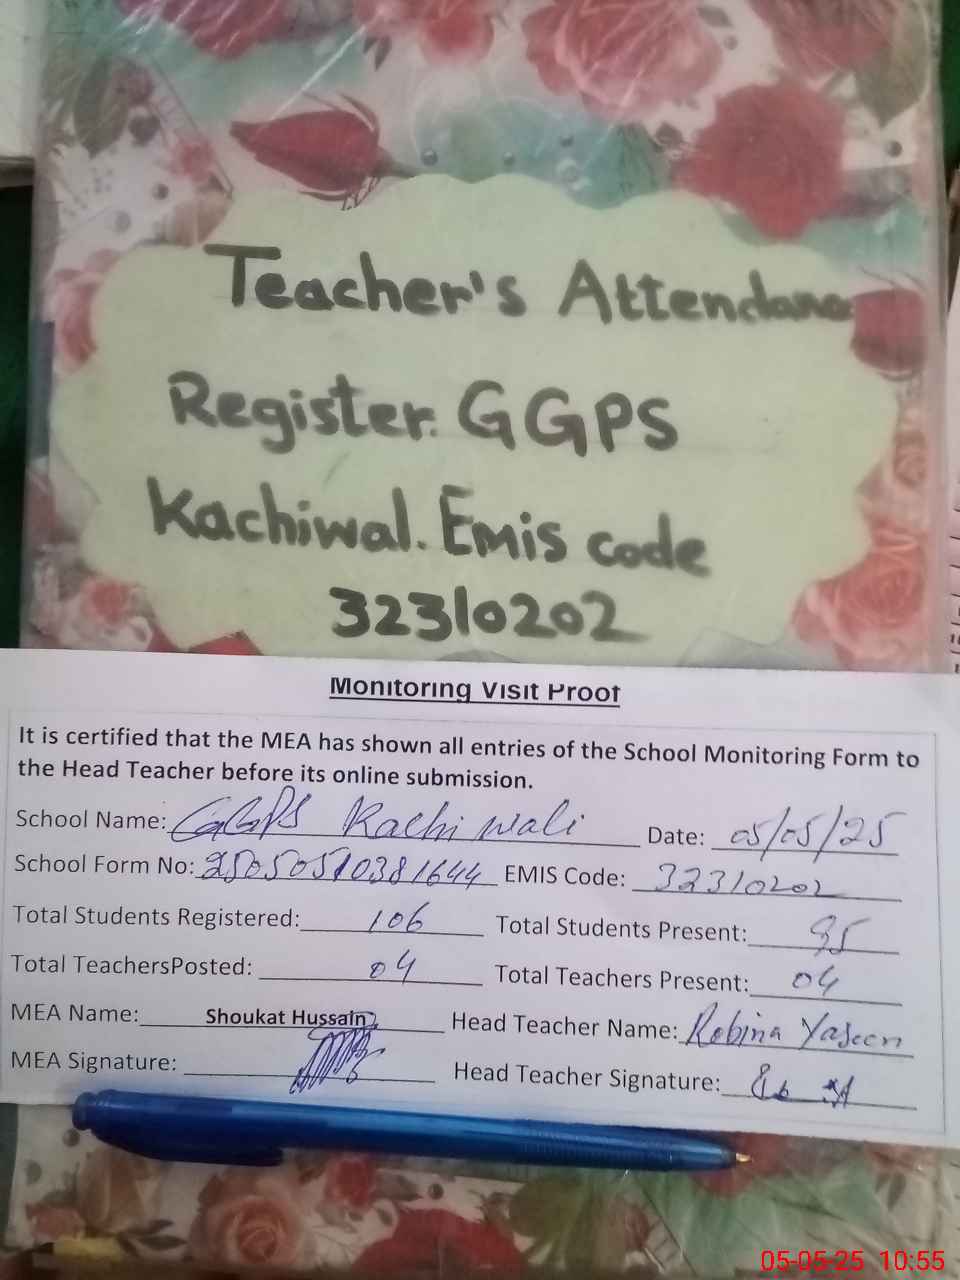 Teacher's Attendance
Register. GGPS
Kachiwal. Emis code
32310202
Monitoring Visit Proof
It is certified that the MEA has shown all entries of the School Monitoring Form to
the Head Teacher before its online submission.
School Name: GGPS Kachi wali Date: 05/05/25
School Form No: 25050510381644 EMIS Code: 32310202
Total Students Registered: 106 Total Students Present: 95
Total TeachersPosted: 04 Total Teachers Present: 04
MEA Name: Shoukat Hussain Head Teacher Name: Robina Yaseen
MEA Signature: Head Teacher Signature:
05-05-25 10:55